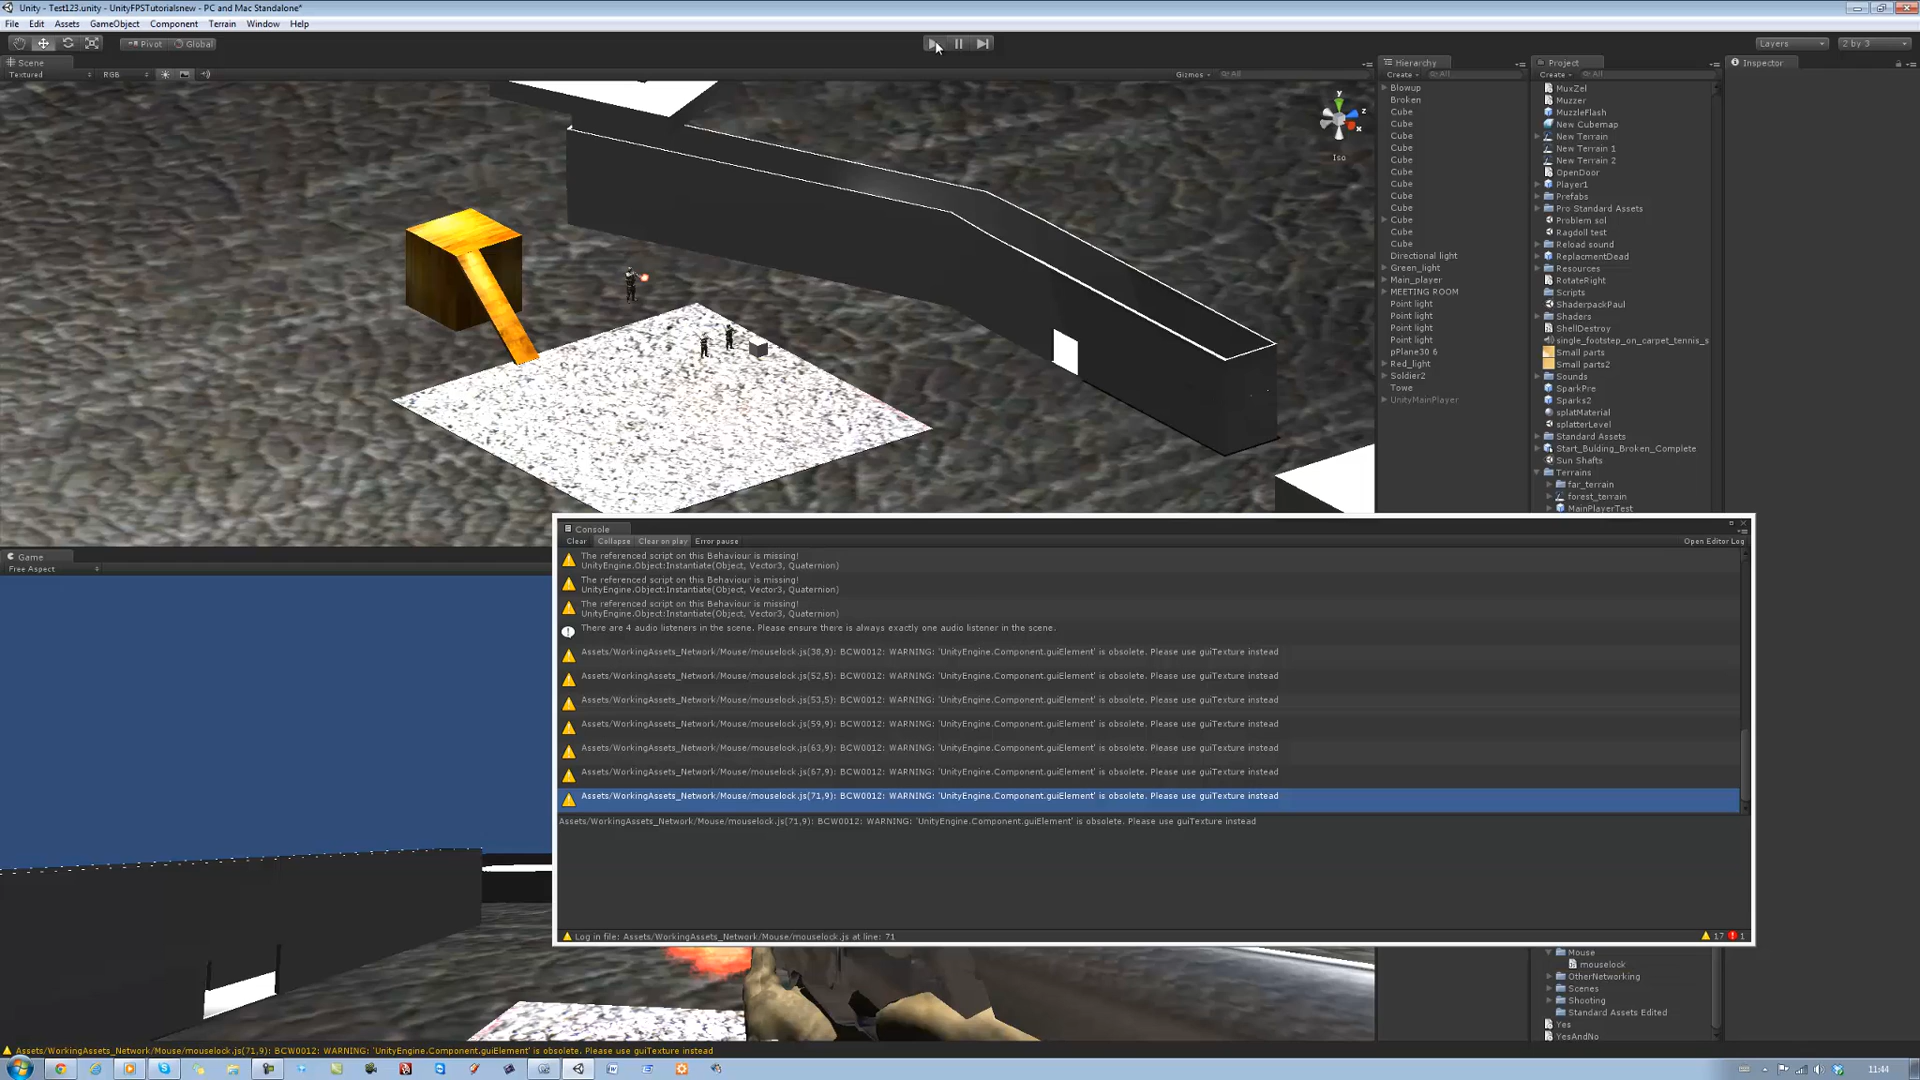 Unity - Test123.unity - UnityFPSTutorialsnew - PC and Mac Standalone*
File Edit Assets GameObject Component Terrain Window Help
Pivot Global
Layers 2 by 3
Scene
Textured RGB Gizmos All
y
z
x
Iso
Hierarchy
Create All
Blowup
Broken
Cube
Cube
Cube
Cube
Cube
Cube
Cube
Cube
Cube
Cube
Cube
Cube
Directional light
Green_light
Main_player
MEETING ROOM
Point light
Point light
Point light
Point light
pPlane30 6
Red_light
Soldier2
Towe
UnityMainPlayer
Project
Create All
MuxZel
Muzzer
MuzzleFlash
New Cubemap
New Terrain
New Terrain 1
New Terrain 2
OpenDoor
Player1
Prefabs
Pro Standard Assets
Problem sol
Ragdoll test
Reload sound
ReplacmentDead
Resources
RotateRight
Scripts
ShaderpackPaul
Shaders
ShellDestroy
single_footstep_on_carpet_tennis_s
Small parts
Small parts2
Sounds
SparkPre
Sparks2
splatMaterial
splatterLevel
Standard Assets
Start_Bulding_Broken_Complete
Sun Shafts
Terrains
far_terrain
forest_terrain
MainPlayerTest
Inspector
Game
Free Aspect
Console
Clear Collapse Clear on play Error pause Open Editor Log
The referenced script on this Behaviour is missing!
UnityEngine.Object:Instantiate(Object, Vector3, Quaternion)
The referenced script on this Behaviour is missing!
UnityEngine.Object:Instantiate(Object, Vector3, Quaternion)
The referenced script on this Behaviour is missing!
UnityEngine.Object:Instantiate(Object, Vector3, Quaternion)
There are 4 audio listeners in the scene. Please ensure there is always exactly one audio listener in the scene.
Assets/WorkingAssets_Network/Mouse/mouselock.js(38,9): BCW0012: WARNING: 'UnityEngine.Component.guiElement' is obsolete. Please use guiTexture instead
Assets/WorkingAssets_Network/Mouse/mouselock.js(52,5): BCW0012: WARNING: 'UnityEngine.Component.guiElement' is obsolete. Please use guiTexture instead
Assets/WorkingAssets_Network/Mouse/mouselock.js(53,5): BCW0012: WARNING: 'UnityEngine.Component.guiElement' is obsolete. Please use guiTexture instead
Assets/WorkingAssets_Network/Mouse/mouselock.js(59,9): BCW0012: WARNING: 'UnityEngine.Component.guiElement' is obsolete. Please use guiTexture instead
Assets/WorkingAssets_Network/Mouse/mouselock.js(63,9): BCW0012: WARNING: 'UnityEngine.Component.guiElement' is obsolete. Please use guiTexture instead
Assets/WorkingAssets_Network/Mouse/mouselock.js(67,9): BCW0012: WARNING: 'UnityEngine.Component.guiElement' is obsolete. Please use guiTexture instead
Assets/WorkingAssets_Network/Mouse/mouselock.js(71,9): BCW0012: WARNING: 'UnityEngine.Component.guiElement' is obsolete. Please use guiTexture instead
Assets/WorkingAssets_Network/Mouse/mouselock.js(71,9): BCW0012: WARNING: 'UnityEngine.Component.guiElement' is obsolete. Please use guiTexture instead
Log in file: Assets/WorkingAssets_Network/Mouse/mouselock.js at line: 71
17 1
Mouse
mouselock
OtherNetworking
Scenes
Shooting
Standard Assets Edited
Yes
YesAndNo
Assets/WorkingAssets_Network/Mouse/mouselock.js(71,9): BCW0012: WARNING: 'UnityEngine.Component.guiElement' is obsolete. Please use guiTexture instead
11:44